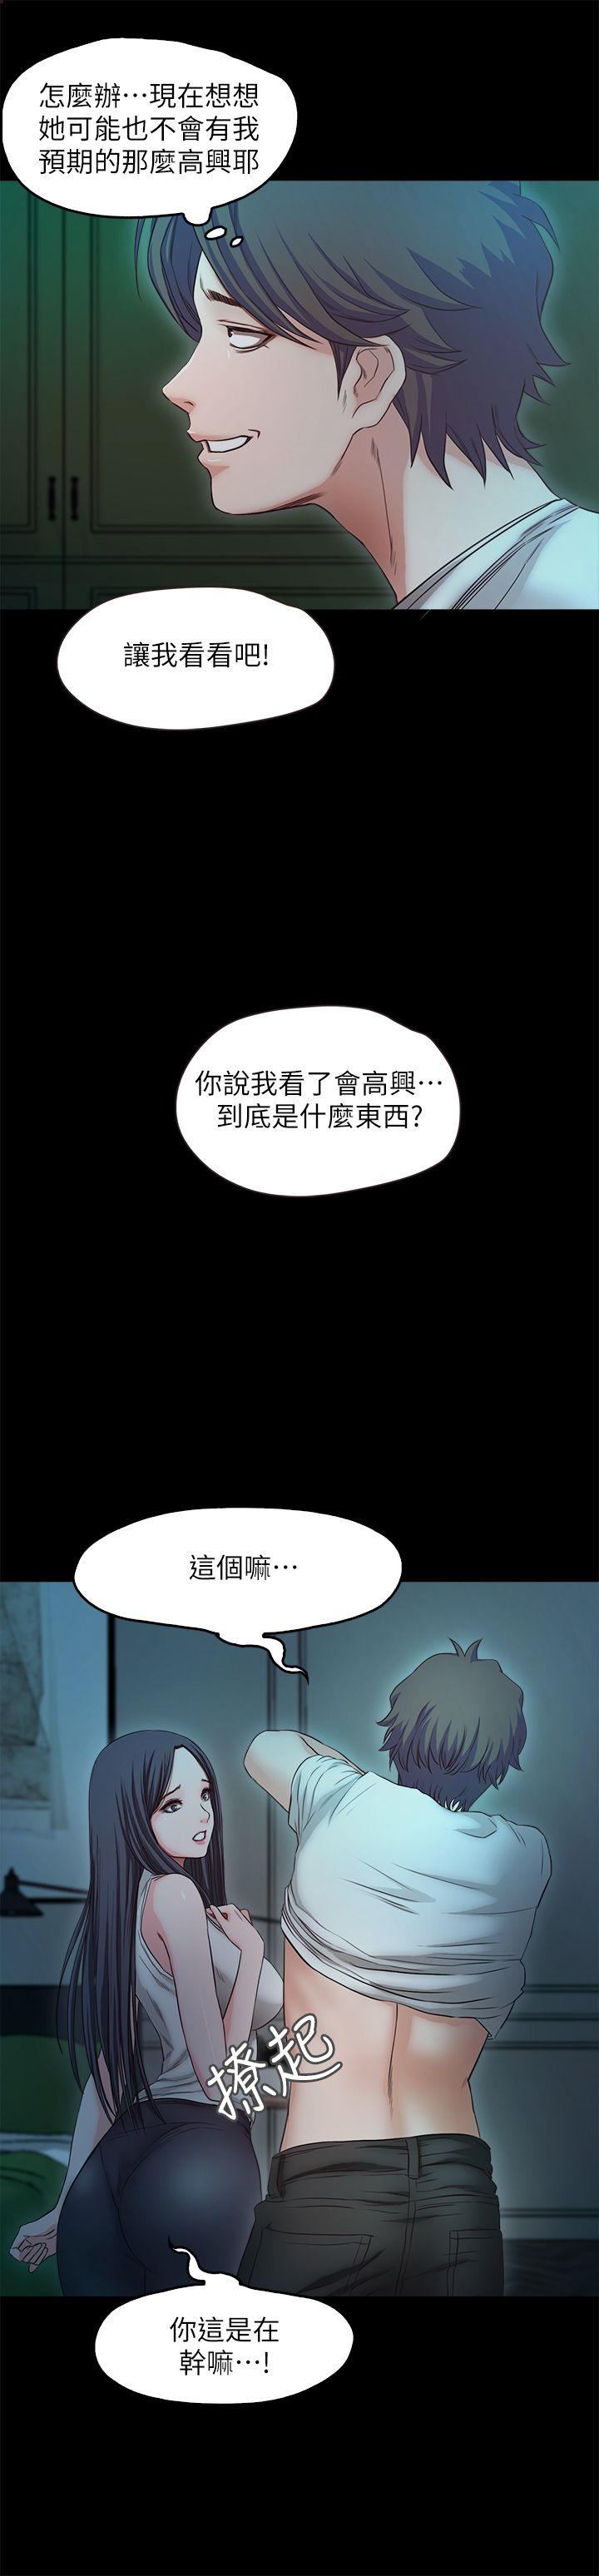 怎麼辦⋯現在想想
她可能也不會有我
預期的那麼高興耶
讓我看看吧!
你說我看了會高興⋯
到底是什麼東西?
這個嘛⋯
撩起
你這是在
幹嘛⋯!